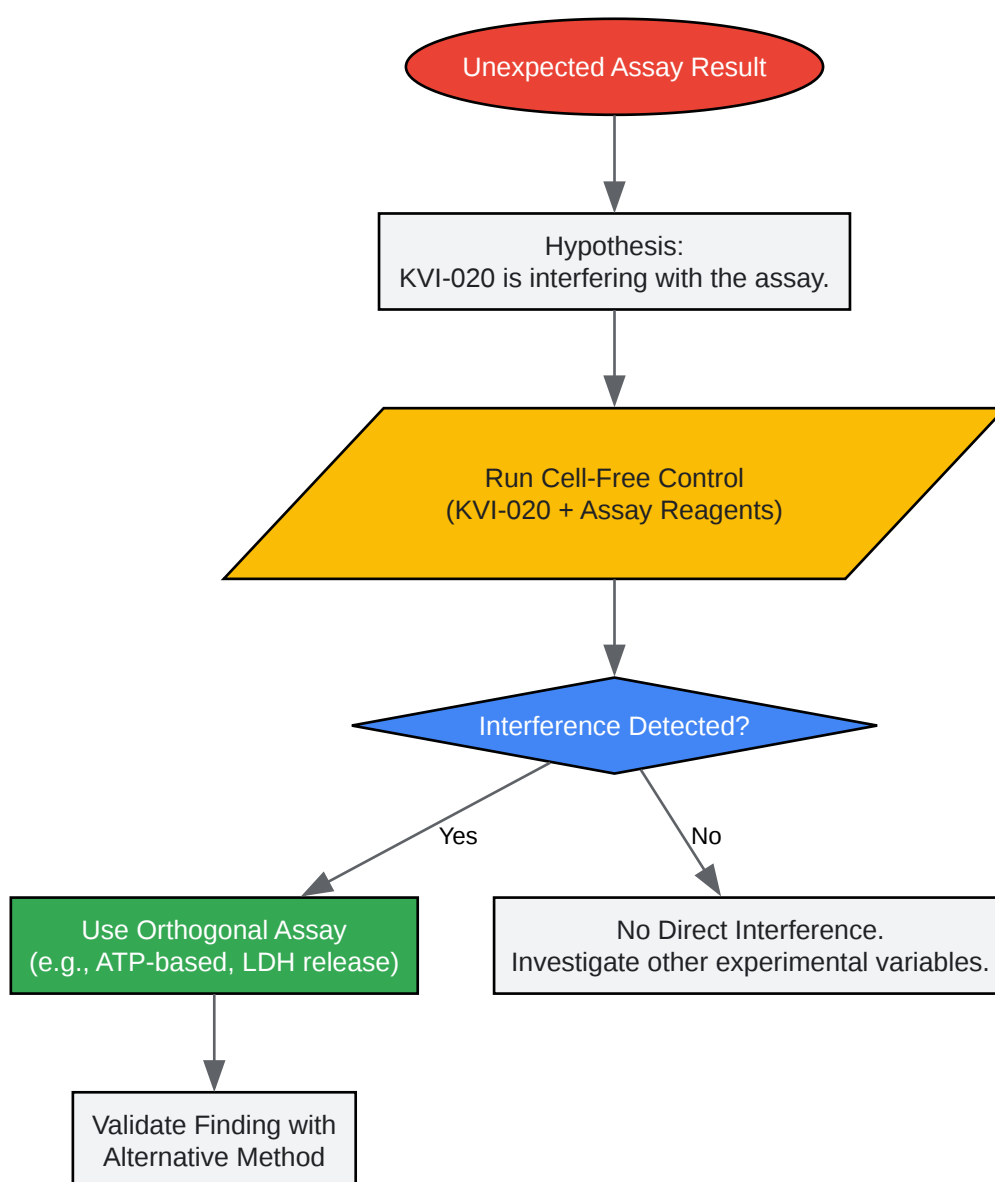 Unexpected Assay Result
Hypothesis:
KVI-020 is interfering with the assay.
Run Cell-Free Control
(KVI-020 + Assay Reagents)
Interference Detected?
Yes
No
Use Orthogonal Assay
(e.g., ATP-based, LDH release)
No Direct Interference.
Investigate other experimental variables.
Validate Finding with
Alternative Method